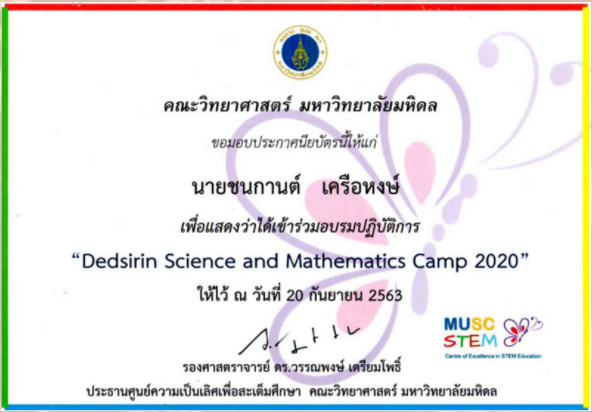 คณะวิทยาศาสตร์ มหาวิทยาลัยมหิดล
ขอมอบประกาศนียบัตรนี้ให้แก่
นายชนกานต์ เครือหงษ์
เพื่อแสดงว่าได้เข้าร่วมอบรมปฏิบัติการ
“Dedsirin Science and Mathematics Camp 2020”
ให้ไว้ ณ วันที่ 20 กันยายน 2563
MUSC
STEM
Centre of Excellence in STEM Education
รองศาสตราจารย์ ดร.วรรณพงษ์ เตรียมโพธิ์
ประธานศูนย์ความเป็นเลิศเพื่อสะเต็มศึกษา คณะวิทยาศาสตร์ มหาวิทยาลัยมหิดล